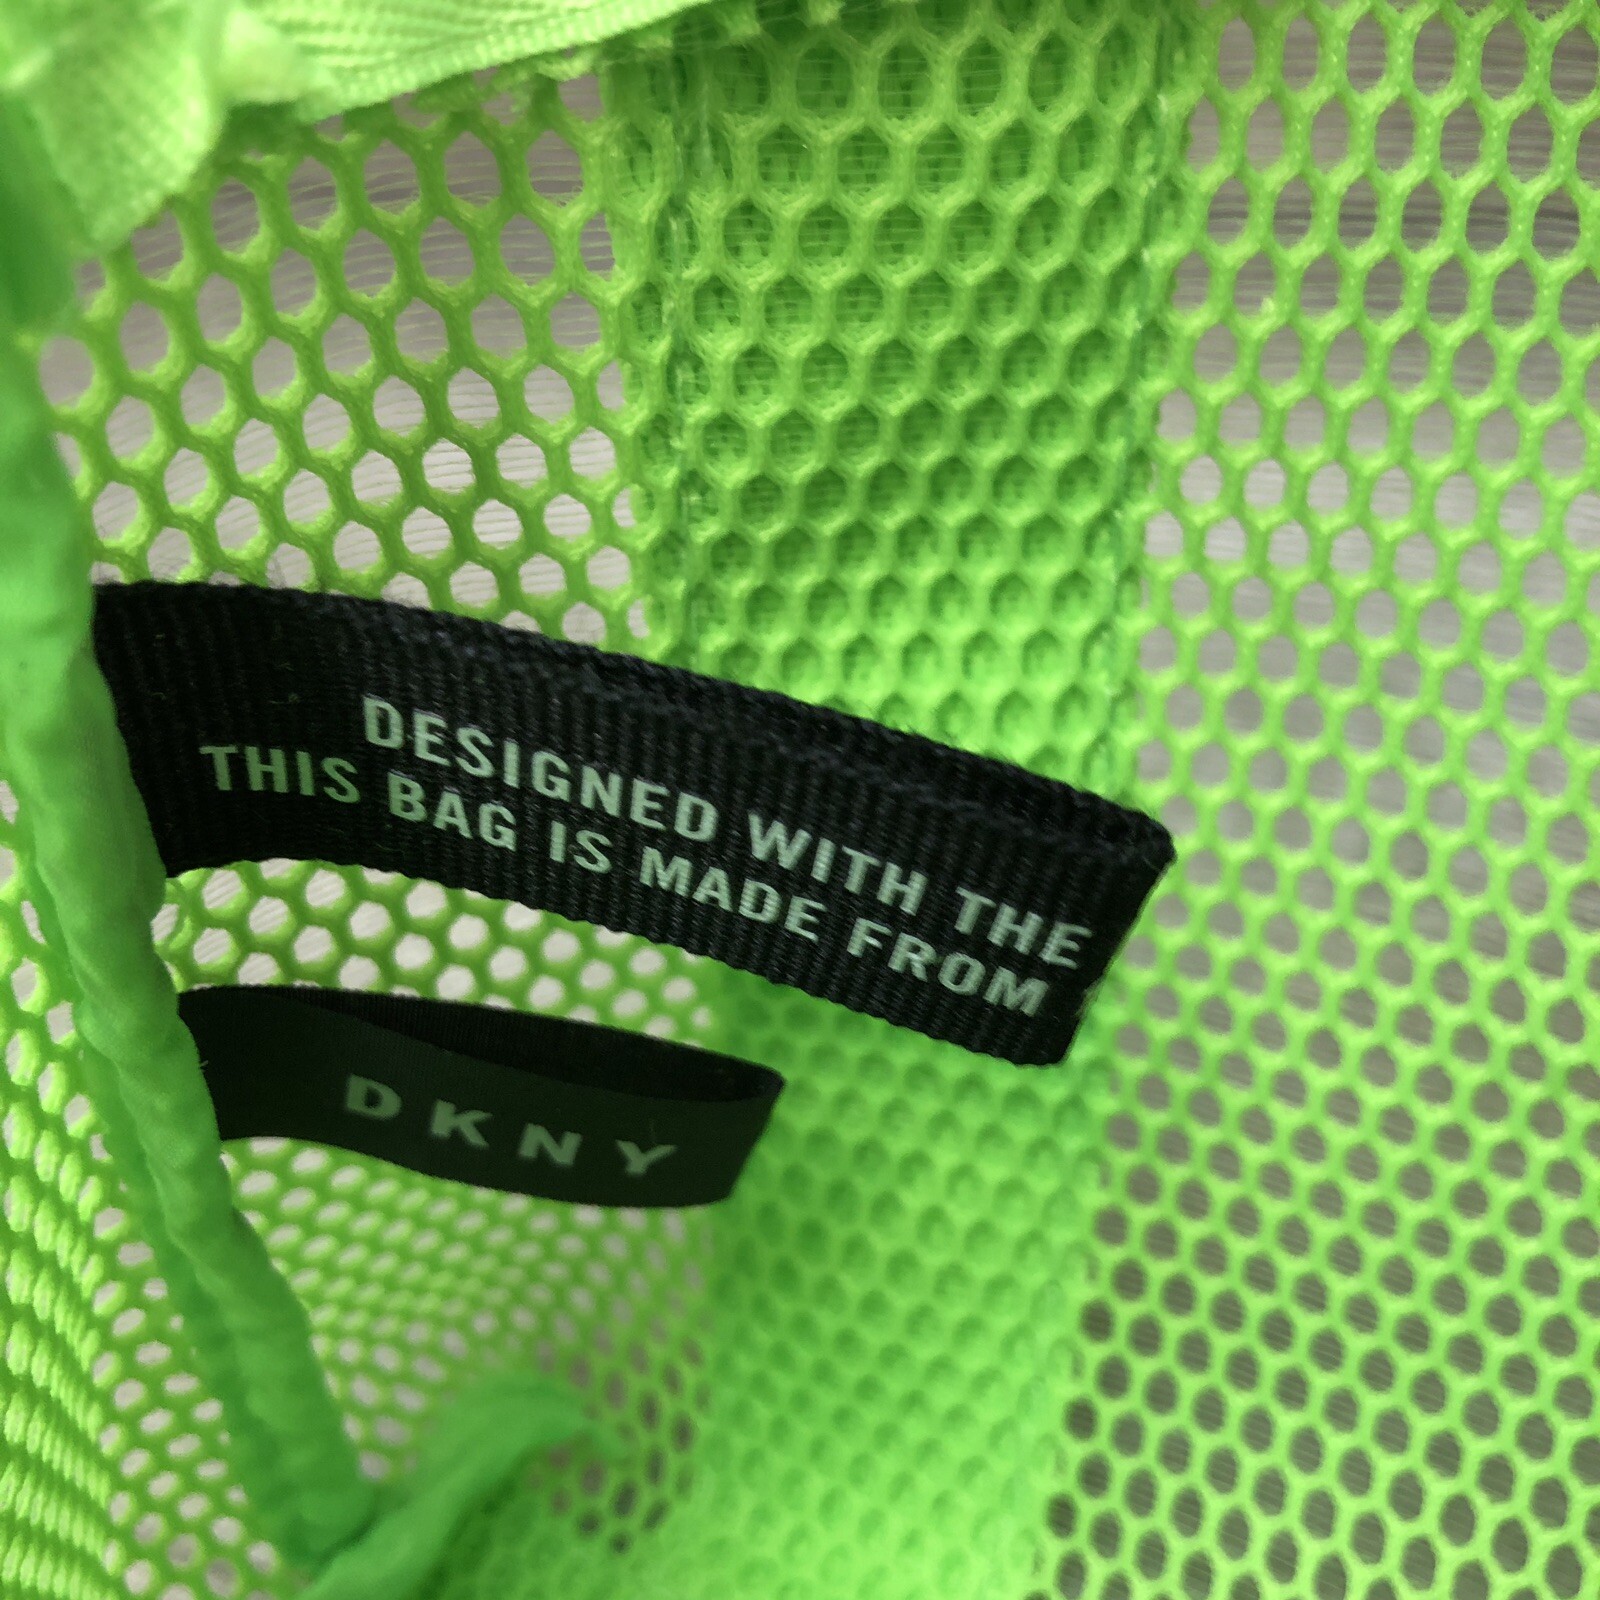 DESIGNED WITH THE
THIS BAG IS MADE FROM
DKNY